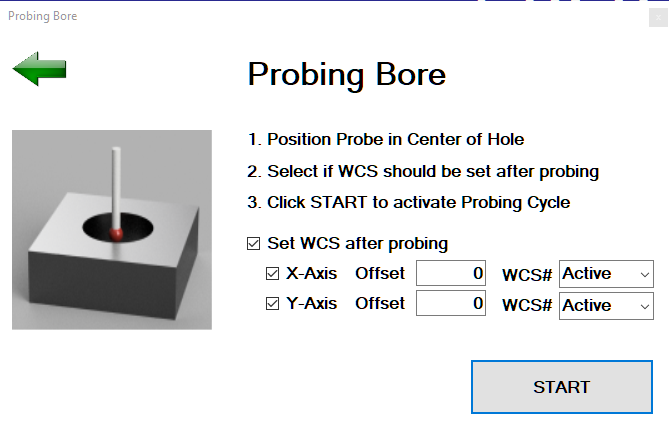 Probing Bore
Probing Bore
1. Position Probe in Center of Hole
2. Select if WCS should be set after probing
3. Click START to activate Probing Cycle
Set WCS after probing
X-Axis Offset 0 WCS# Active
Y-Axis Offset 0 WCS# Active
START